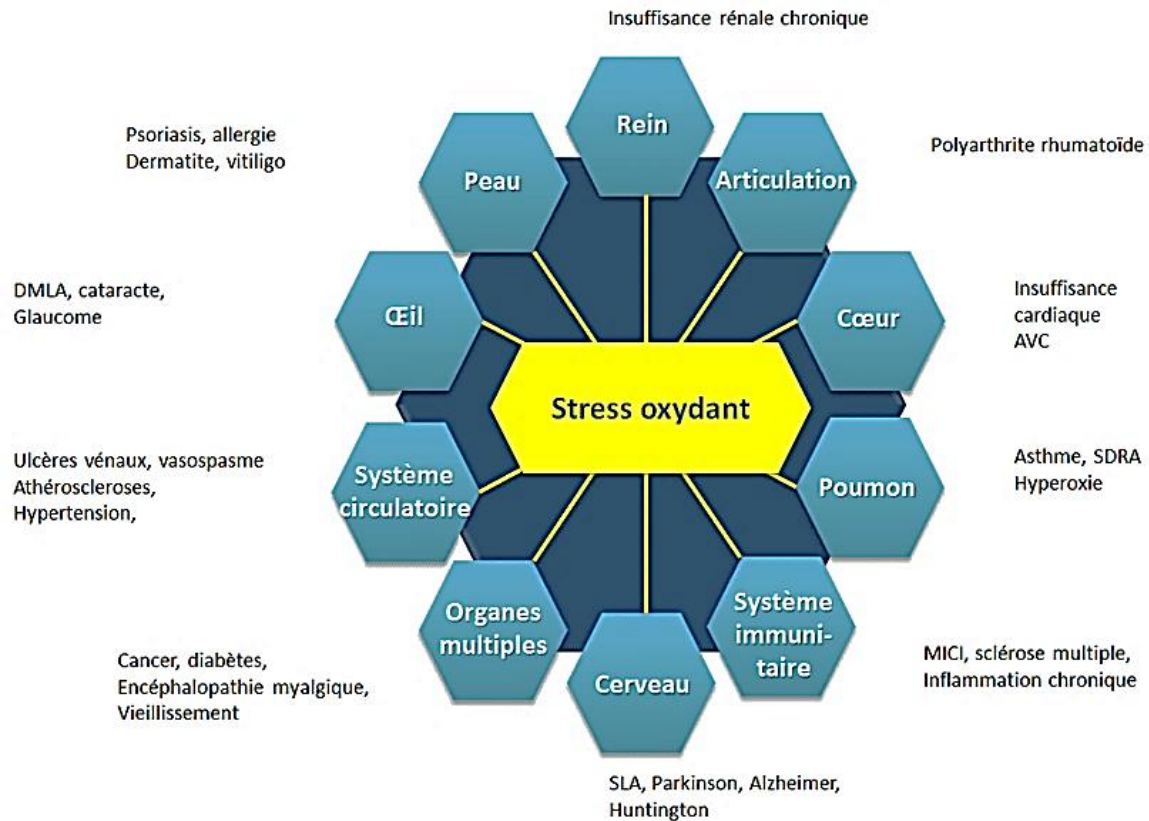 Insuffisance rénale chronique
Rein
Psoriasis, allergie
Dermatite, vitiligo
Peau
Articulation
Polyarthrite rhumatoïde
DMLA, cataracte,
Glaucome
Œil
Cœur
Insuffisance
cardiaque
AVC
Stress oxydant
Ulcères vénaux, vasospasme
Athéroscleroses,
Hypertension,
Système
circulatoire
Poumon
Asthme, SDRA
Hyperoxie
Organes
multiples
Système
immuni-
taire
Cancer, diabètes,
Encéphalopathie myalgique,
Vieillissement
Cerveau
MICI, sclérose multiple,
Inflammation chronique
SLA, Parkinson, Alzheimer,
Huntington